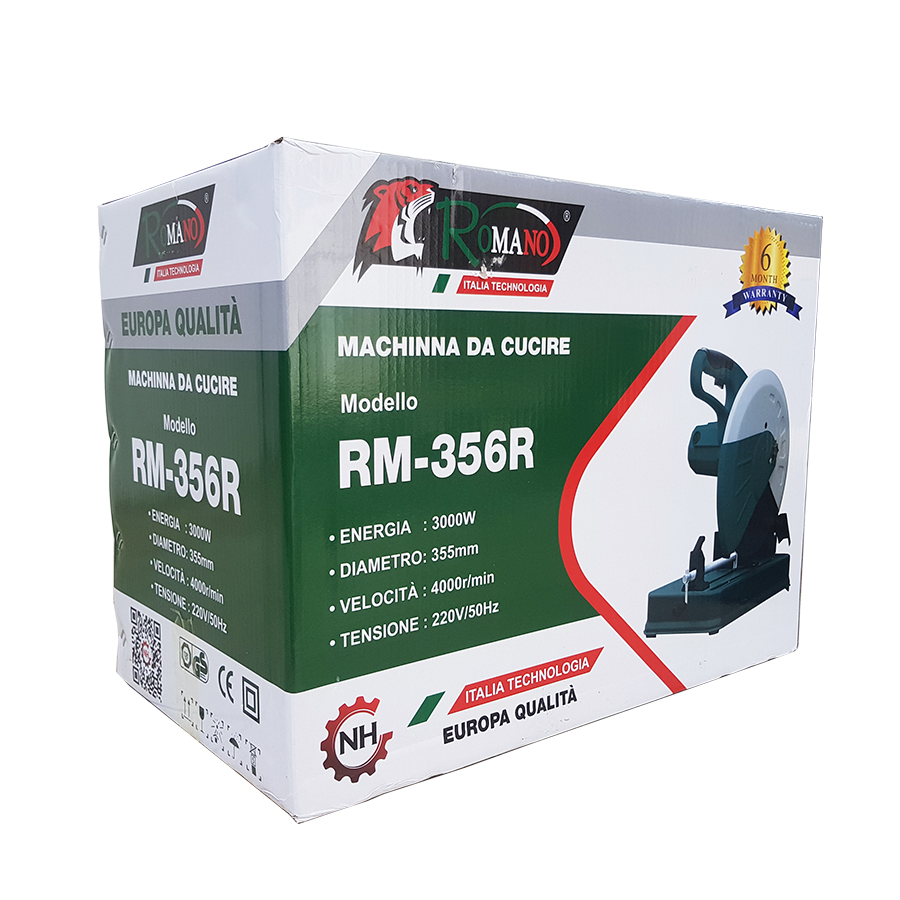 ROMANO
®
ITALIA TECHNOLOGIA
EUROPA QUALITÀ
MACHINNA DA CUCIRE
Modello
RM-356R
• ENERGIA : 3000W
• DIAMETRO: 355mm
• VELOCITÀ : 4000r/min
• TENSIONE : 220V/50Hz
CE
ROMANO
®
ITALIA TECHNOLOGIA
6
MONTH
WARRANTY
MACHINNA DA CUCIRE
Modello
RM-356R
• ENERGIA : 3000W
• DIAMETRO: 355mm
• VELOCITÀ : 4000r/min
• TENSIONE : 220V/50Hz
NH
ITALIA TECHNOLOGIA
EUROPA QUALITÀ